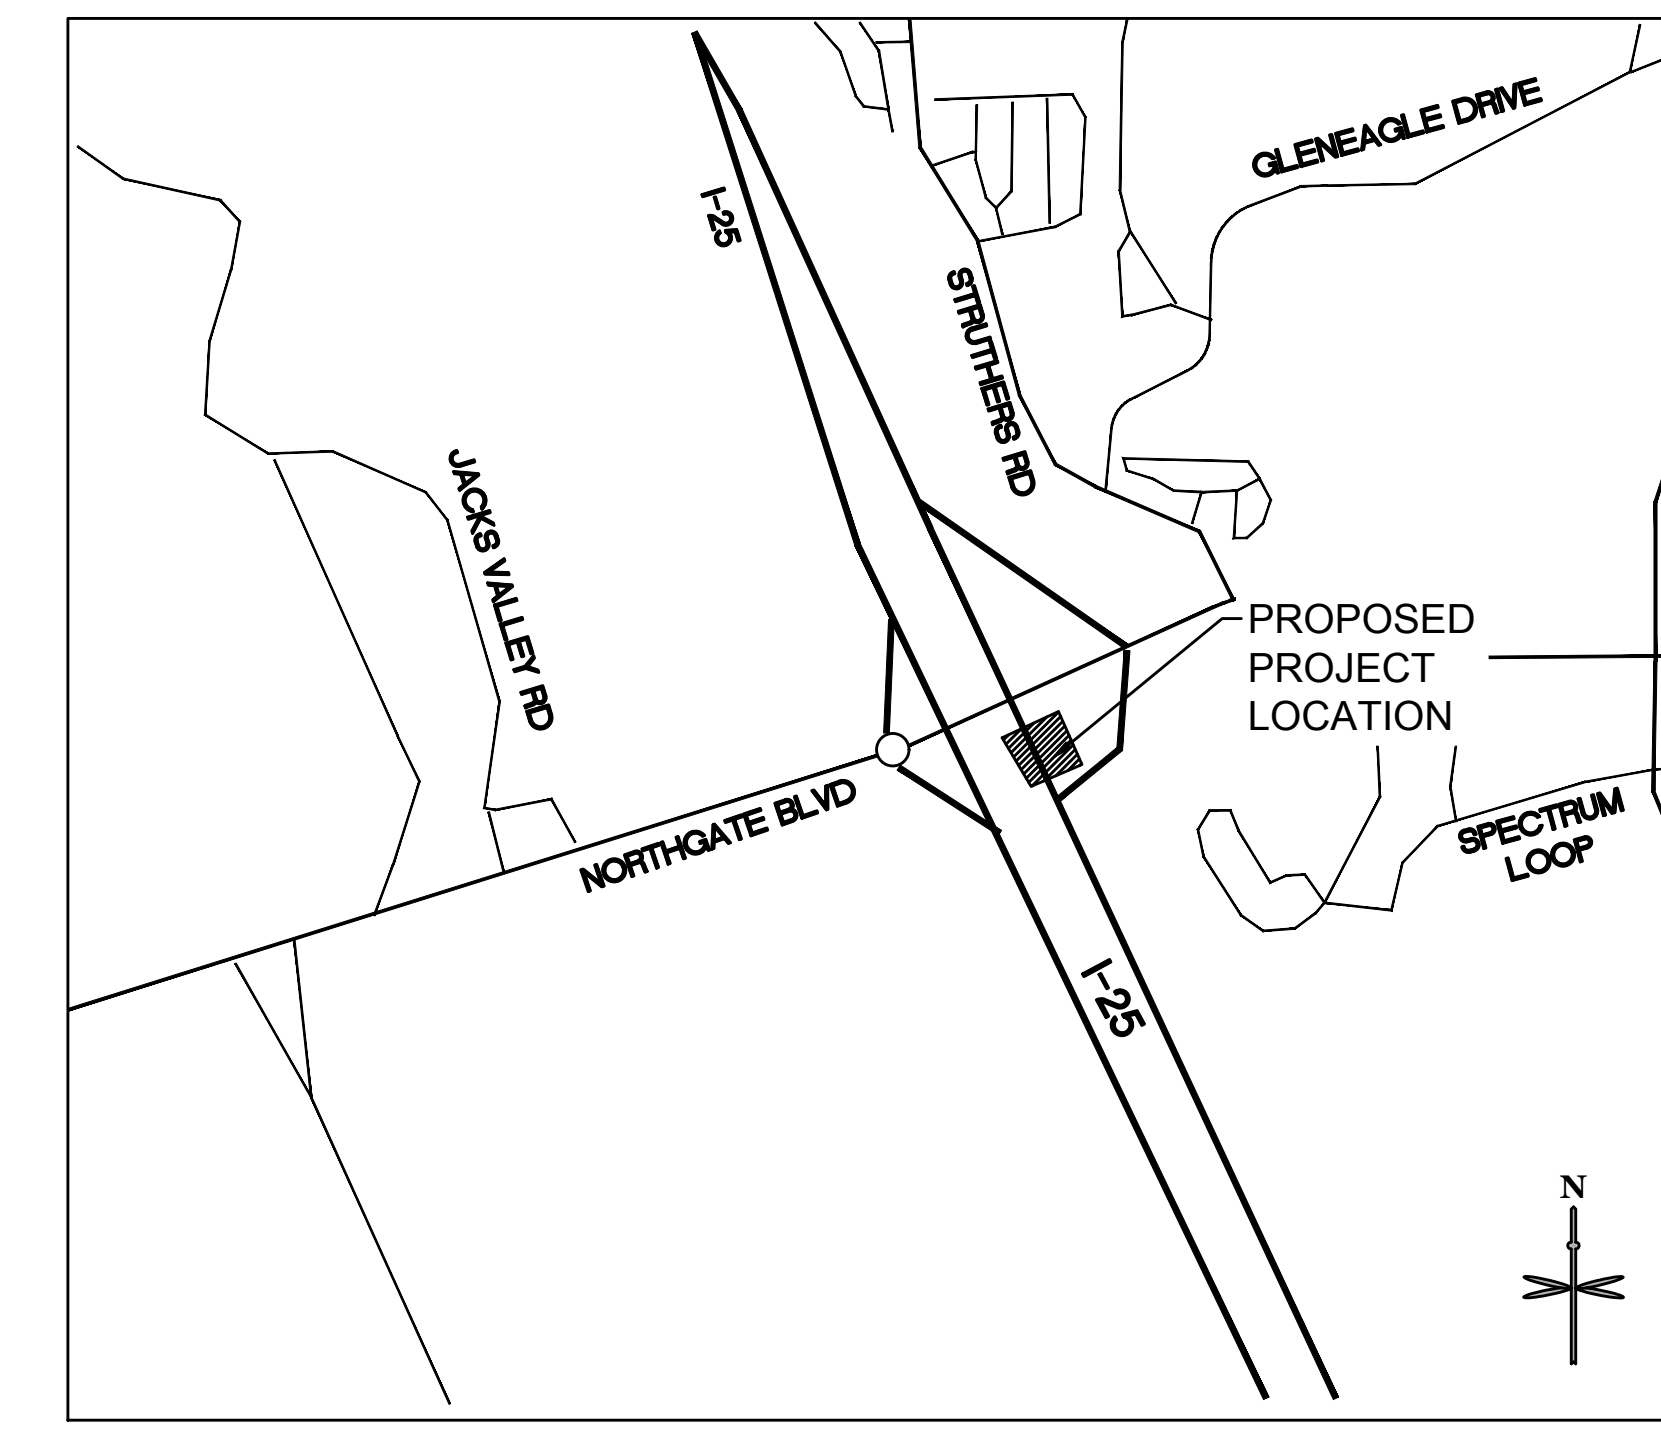 GLENEAGLE DRIVE
I-25
STRUTHERS RD
JACKS VALLEY RD
PROPOSED
PROJECT
LOCATION
NORTHGATE BLVD
SPECTRUM
LOOP
I-25
N